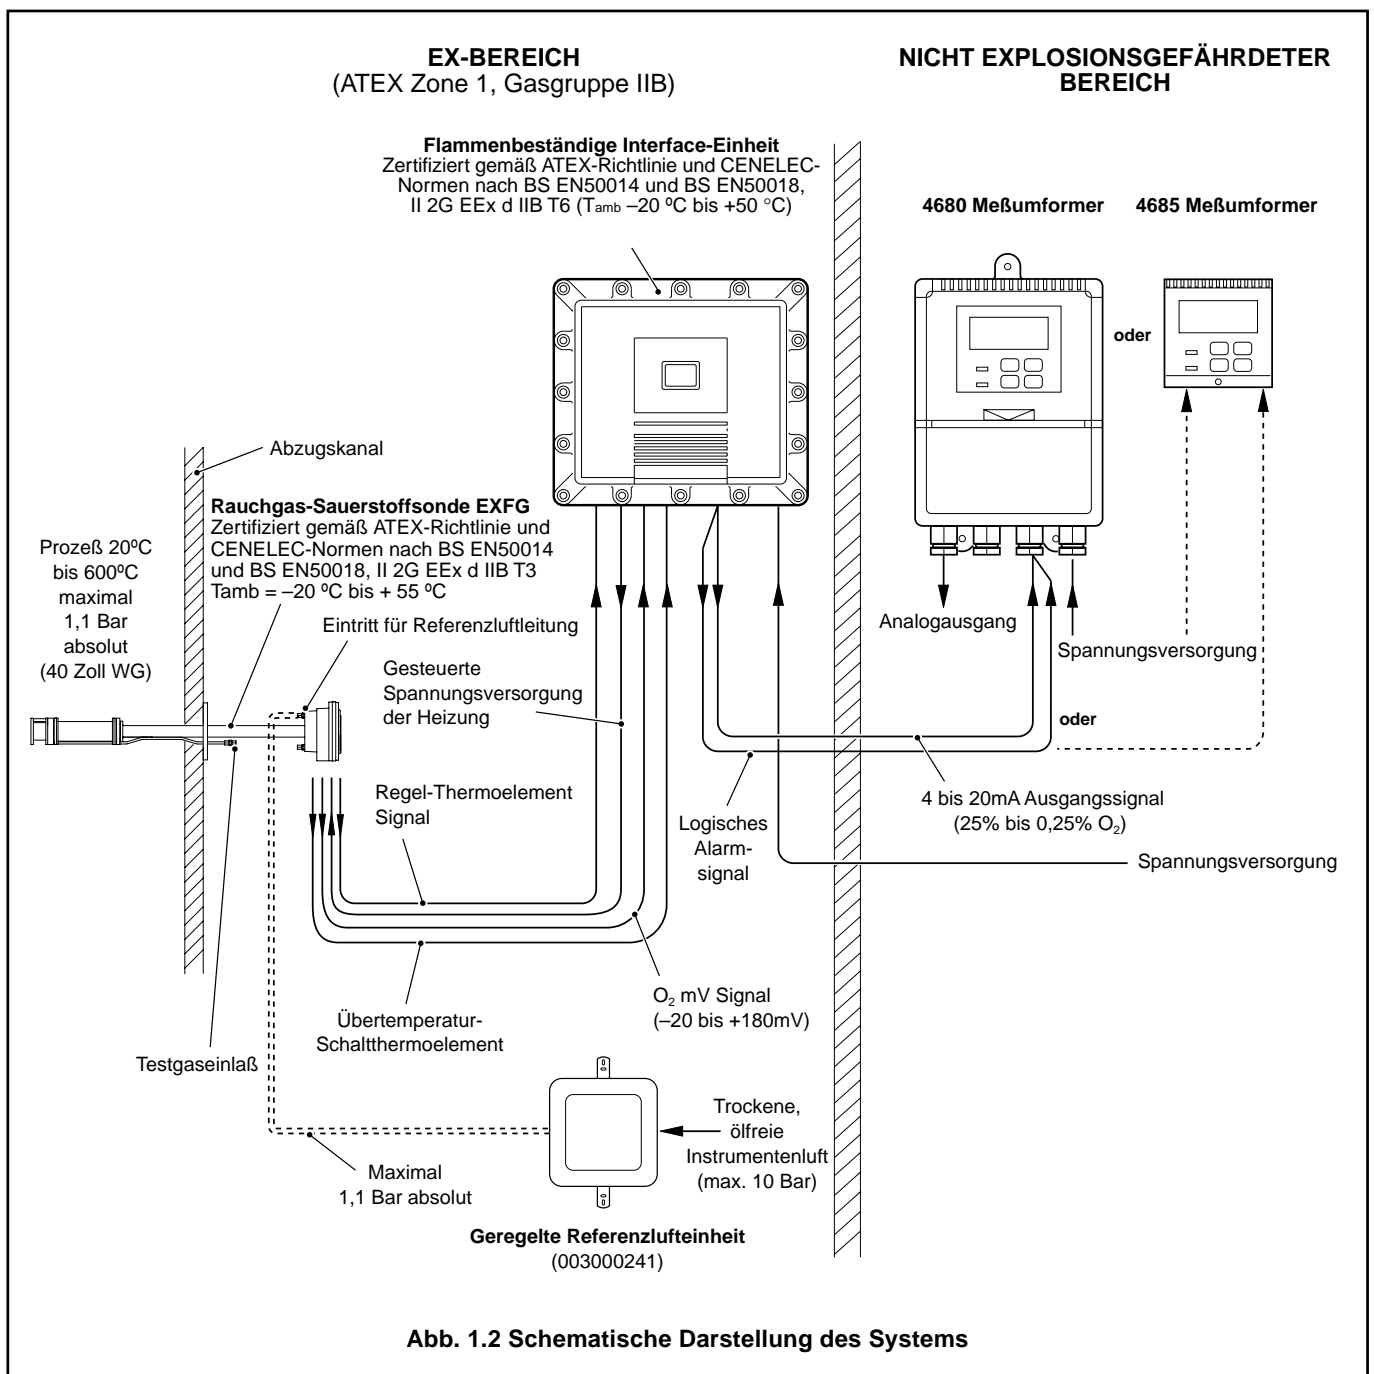 EX-BEREICH
(ATEX Zone 1, Gasgruppe IIB)
NICHT EXPLOSIONSGEFÄHRDETER
BEREICH
Flammenbeständige Interface-Einheit
Zertifiziert gemäß ATEX-Richtlinie und CENELEC-
Normen nach BS EN50014 und BS EN50018,
II 2G EEx d IIB T6 (Tamb –20 ºC bis +50 °C)
4680 Meßumformer
4685 Meßumformer
oder
Abzugskanal
Rauchgas-Sauerstoffsonde EXFG
Zertifiziert gemäß ATEX-Richtlinie und
CENELEC-Normen nach BS EN50014
und BS EN50018, II 2G EEx d IIB T3
Tamb = –20 ºC bis + 55 ºC
Prozeß 20ºC
bis 600ºC
maximal
1,1 Bar
absolut
(40 Zoll WG)
Eintritt für Referenzluftleitung
Gesteuerte
Spannungsversorgung
der Heizung
Analogausgang
Spannungsversorgung
oder
Regel-Thermoelement
Signal
Logisches
Alarm-
signal
4 bis 20mA Ausgangssignal
(25% bis 0,25% O₂)
Spannungsversorgung
O₂ mV Signal
(–20 bis +180mV)
Übertemperatur-
Schaltthermoelement
Testgaseinlaß
Trockene,
ölfreie
Instrumentenluft
(max. 10 Bar)
Maximal
1,1 Bar absolut
Geregelte Referenzlufteinheit
(003000241)
Abb. 1.2 Schematische Darstellung des Systems